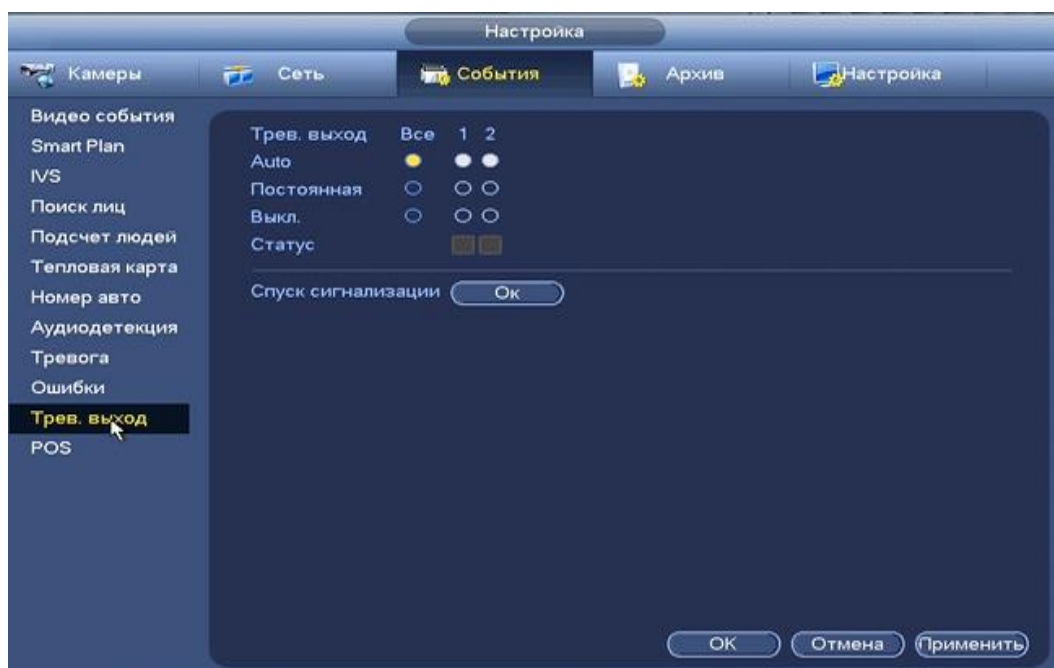 Настройка
Камеры Сеть События Архив Настройка
Видео события
Smart Plan
IVS
Поиск лиц
Подсчет людей
Тепловая карта
Номер авто
Аудиодетекция
Тревога
Ошибки
Трев. выход
POS
Трев. выход Все 1 2
Auto
Постоянная
Выкл.
Статус
Спуск сигнализации Ок
OK Отмена Применить